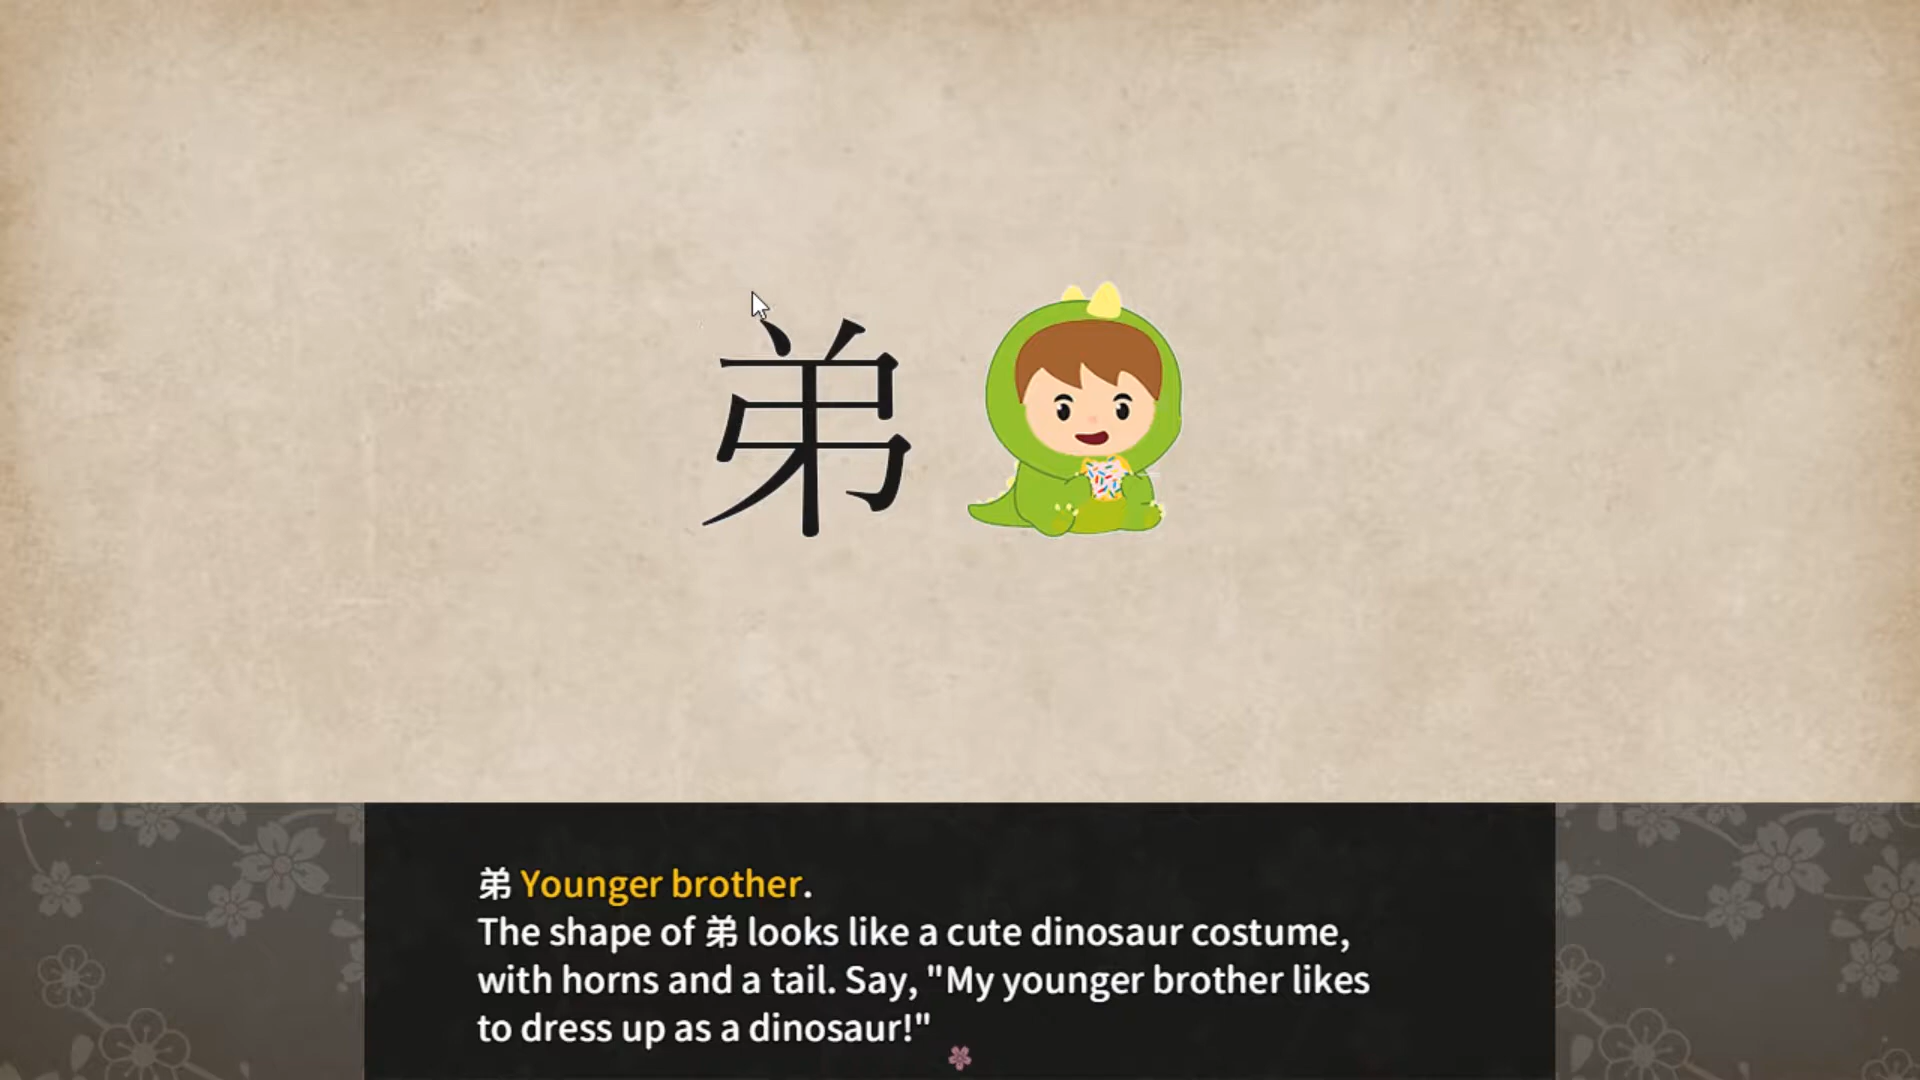 弟
弟 Younger brother.
The shape of 弟 looks like a cute dinosaur costume,
with horns and a tail. Say, "My younger brother likes
to dress up as a dinosaur!"